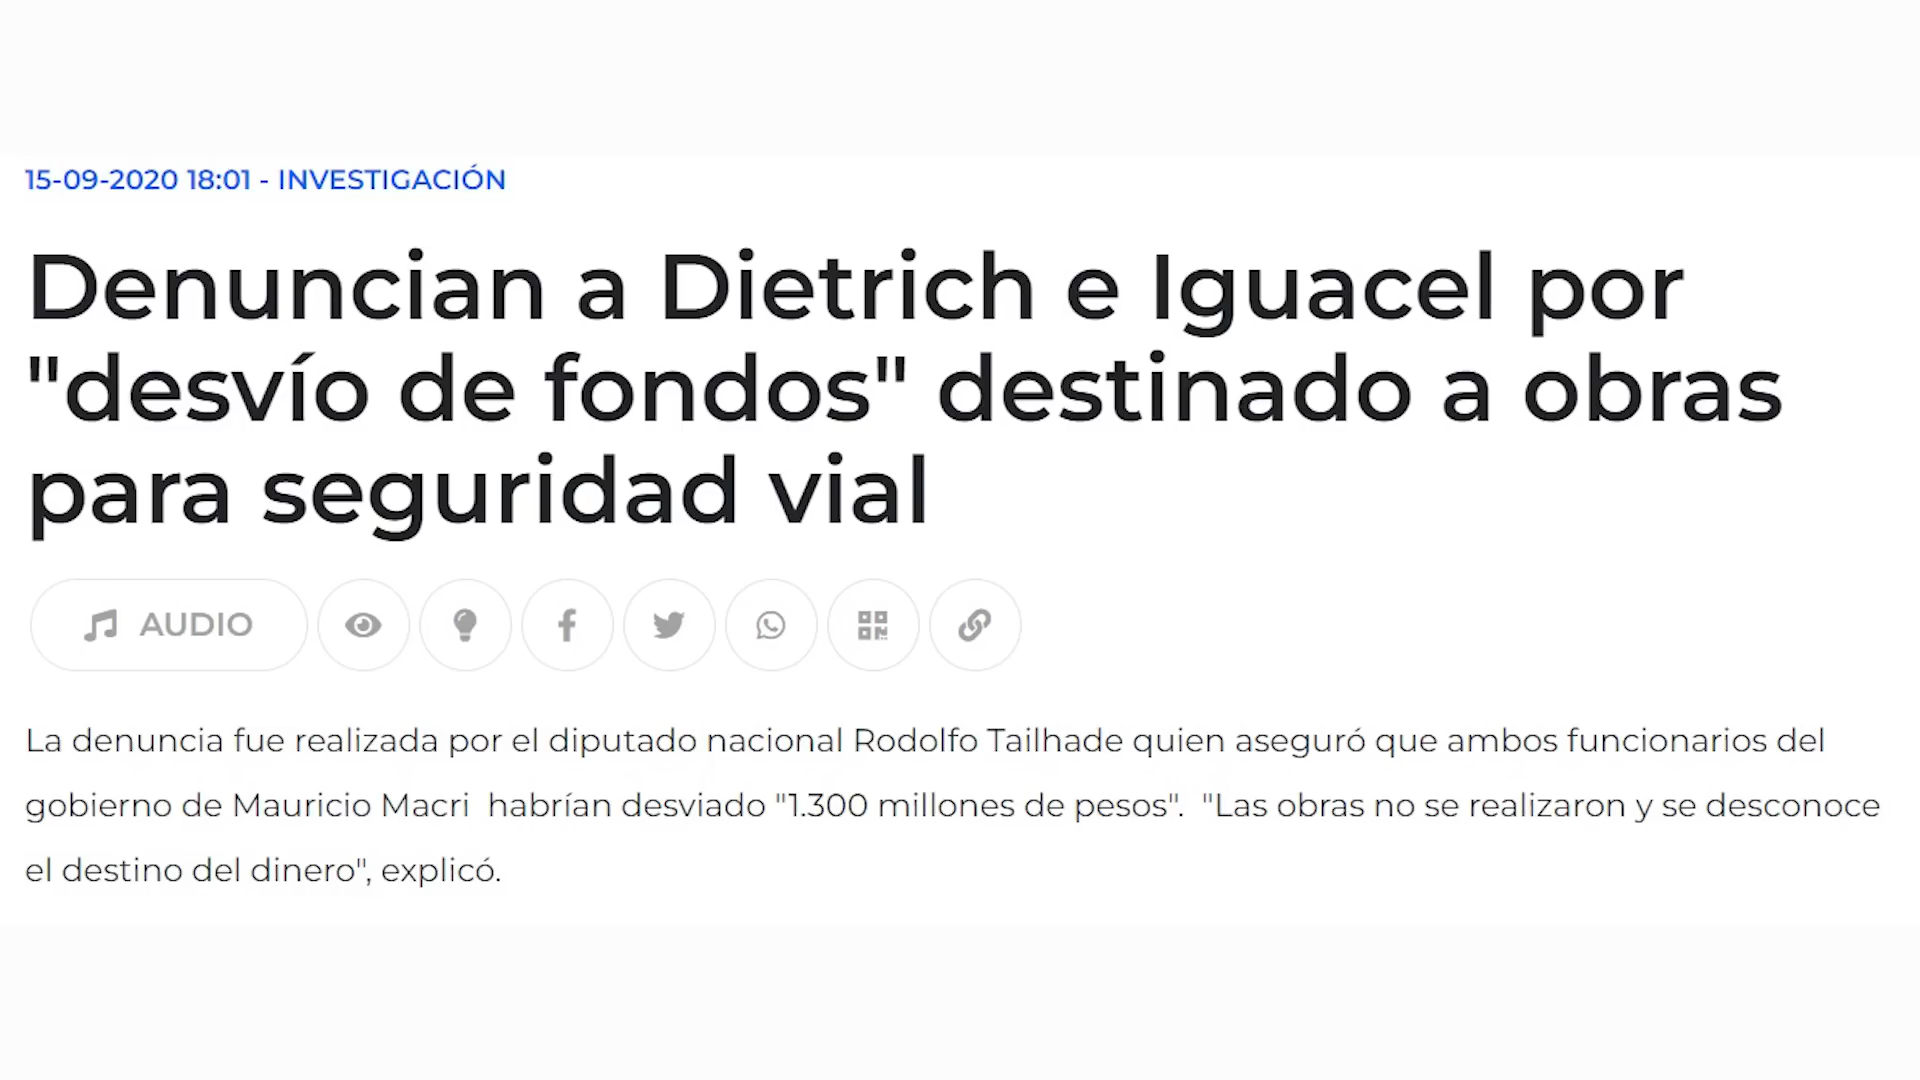 15-09-2020 18:01 - INVESTIGACIÓN
Denuncian a Dietrich e Iguacel por
"desvío de fondos" destinado a obras
para seguridad vial
AUDIO
La denuncia fue realizada por el diputado nacional Rodolfo Tailhade quien aseguró que ambos funcionarios del
gobierno de Mauricio Macri  habrían desviado "1.300 millones de pesos".  "Las obras no se realizaron y se desconoce
el destino del dinero", explicó.